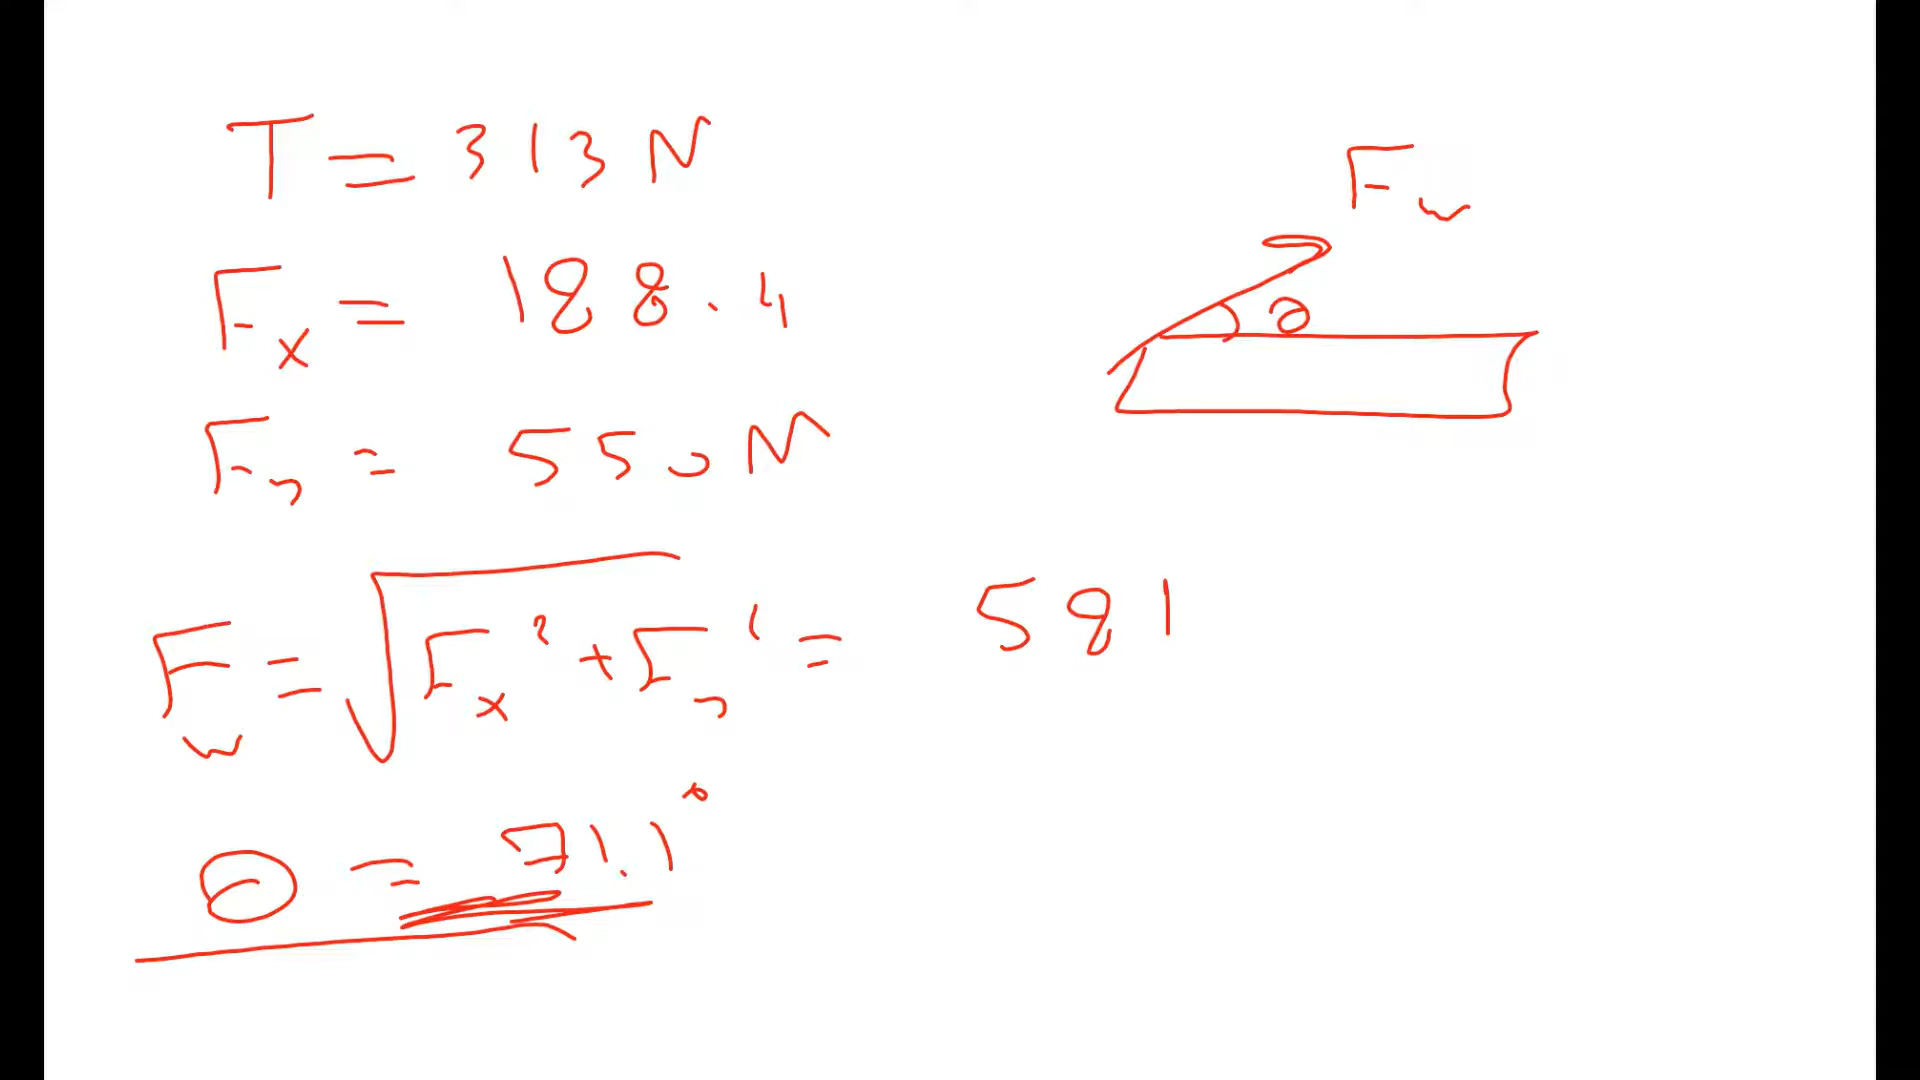 T = 313 N
Fx = 188.4
Fy = 550 N
Fw = √(Fx² + Fy²) = 581
θ = 71.1°
Fw
θ